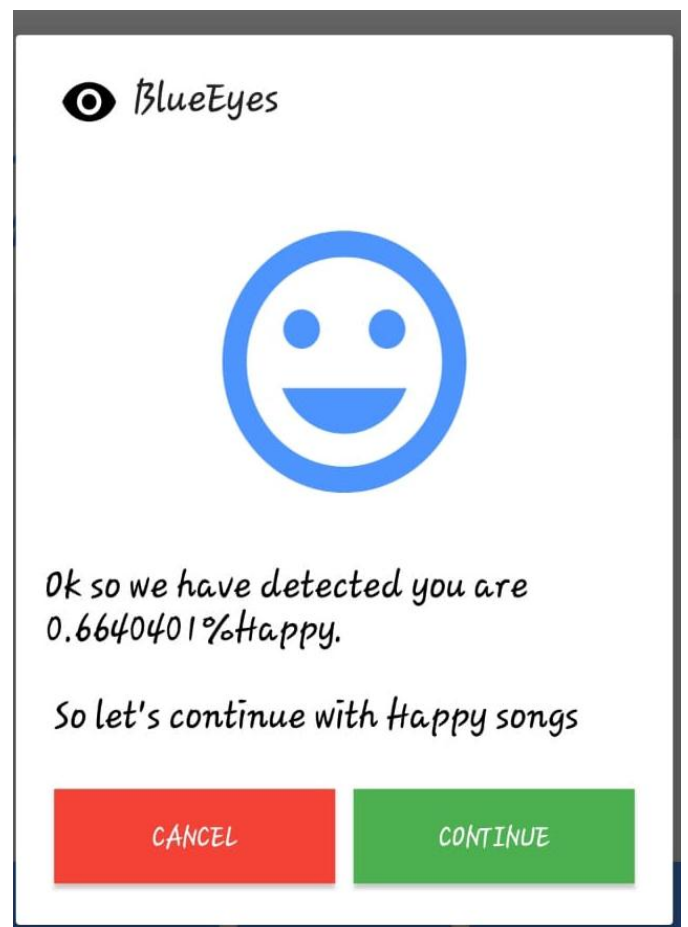 BlueEyes
Ok so we have detected you are
0.6640401%Happy.
So let's continue with Happy songs
CANCEL
CONTINUE